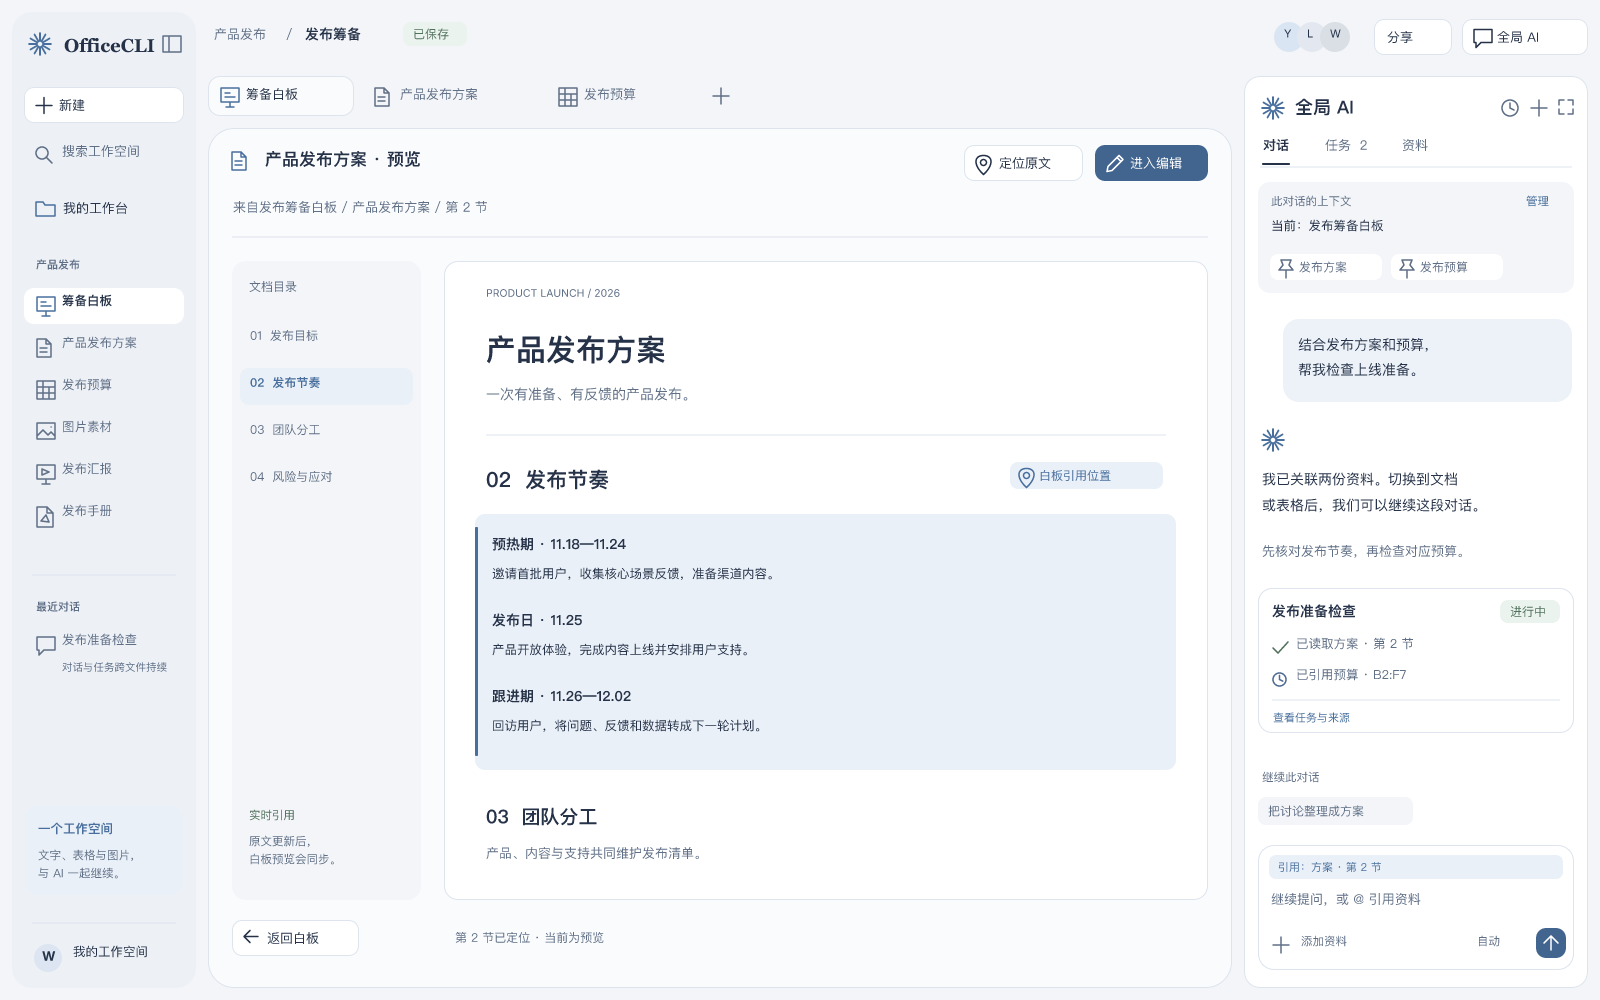 OfficeCLI
新建
搜索工作空间
我的工作台
产品发布
筹备白板
产品发布方案
发布预算
图片素材
发布汇报
发布手册
最近对话
发布准备检查
对话与任务跨文件持续
一个工作空间
文字、表格与图片，
与 AI 一起继续。
W
我的工作空间
产品发布 / 发布筹备
已保存
Y L W
分享
全局 AI
筹备白板
产品发布方案
发布预算
产品发布方案 · 预览
定位原文
进入编辑
来自发布筹备白板 / 产品发布方案 / 第 2 节
文档目录
01 发布目标
02 发布节奏
03 团队分工
04 风险与应对
实时引用
原文更新后，
白板预览会同步。
PRODUCT LAUNCH / 2026
产品发布方案
一次有准备、有反馈的产品发布。
02 发布节奏
白板引用位置
预热期 · 11.18—11.24
邀请首批用户，收集核心场景反馈，准备渠道内容。
发布日 · 11.25
产品开放体验，完成内容上线并安排用户支持。
跟进期 · 11.26—12.02
回访用户，将问题、反馈和数据转成下一轮计划。
03 团队分工
产品、内容与支持共同维护发布清单。
返回白板
第 2 节已定位 · 当前为预览
全局 AI
对话
任务 2
资料
此对话的上下文
管理
当前：发布筹备白板
发布方案
发布预算
结合发布方案和预算，
帮我检查上线准备。
我已关联两份资料。切换到文档
或表格后，我们可以继续这段对话。
先核对发布节奏，再检查对应预算。
发布准备检查
进行中
已读取方案 · 第 2 节
已引用预算 · B2:F7
查看任务与来源
继续此对话
把讨论整理成方案
引用：方案 · 第 2 节
继续提问，或 @ 引用资料
添加资料
自动